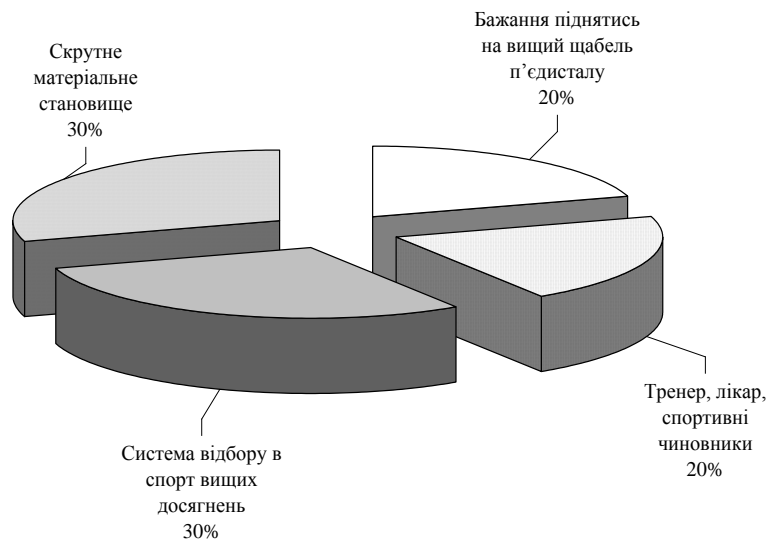 Скрутне
матеріальне
становище
30%
Бажання піднятись
на вищий щабель
п’єдисталу
20%
Тренер, лікар,
спортивні
чиновники
20%
Система відбору в
спорт вищих
досягнень
30%